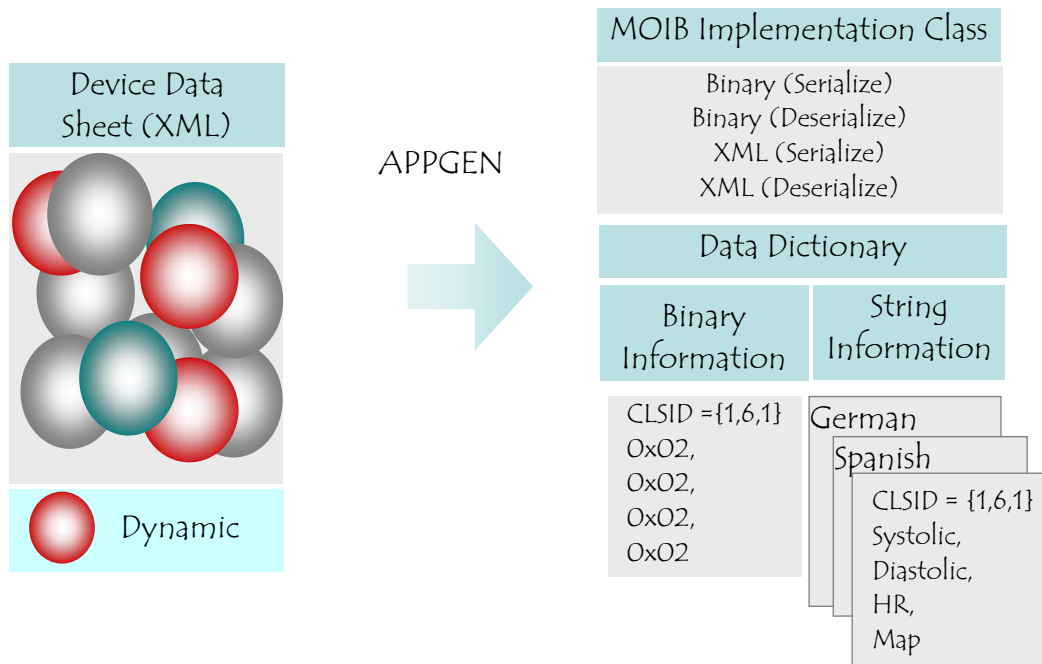 Device Data
Sheet (XML)
Dynamic
APPGEN
MOIB Implementation Class
Binary (Serialize)
Binary (Deserialize)
XML (Serialize)
XML (Deserialize)
Data Dictionary
Binary
Information
String
Information
CLSID ={1,6,1}
0x02,
0x02,
0x02,
0x02
German
Spanish
CLSID = {1,6,1}
Systolic,
Diastolic,
HR,
Map